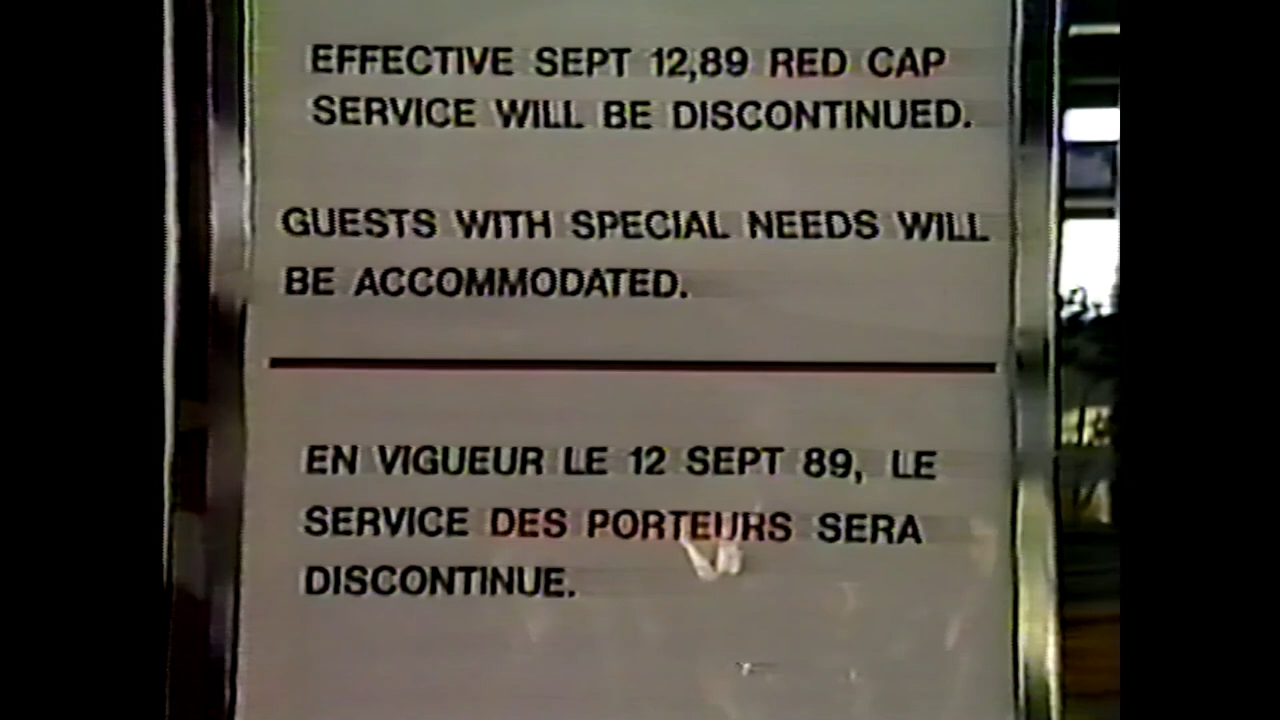 EFFECTIVE SEPT 12,89 RED CAP
SERVICE WILL BE DISCONTINUED.
GUESTS WITH SPECIAL NEEDS WILL
BE ACCOMMODATED.
EN VIGUEUR LE 12 SEPT 89, LE
SERVICE DES PORTEURS SERA
DISCONTINUE.